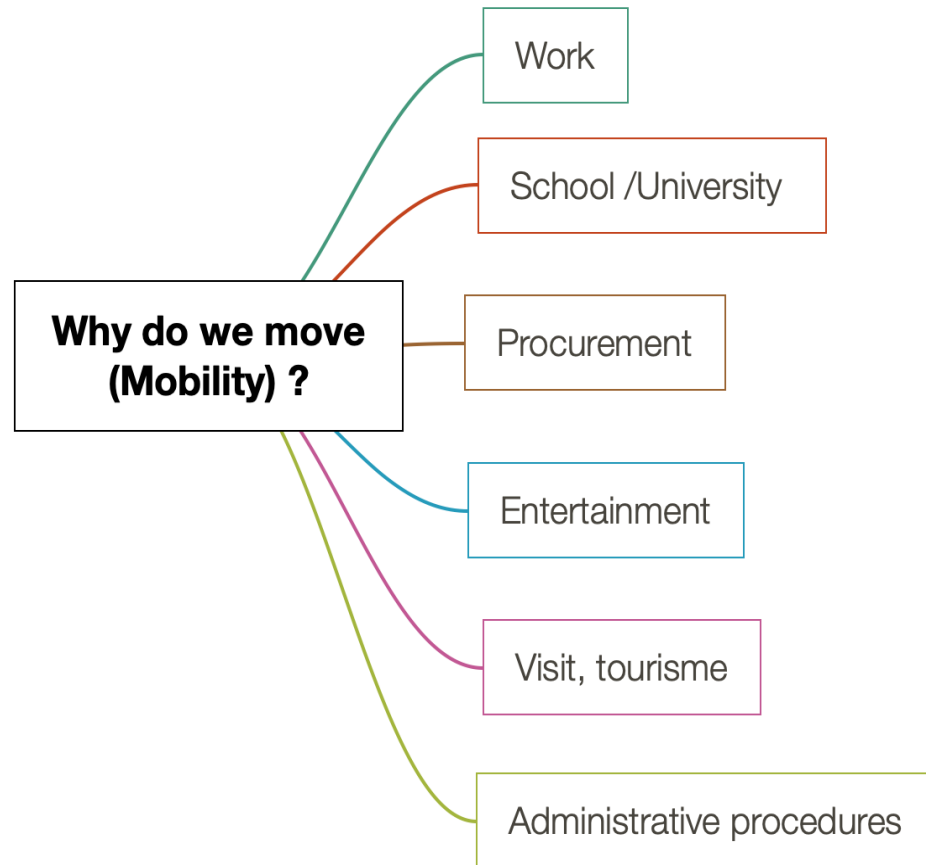 Work
School /University
Why do we move
(Mobility) ?
Procurement
Entertainment
Visit, tourisme
Administrative procedures